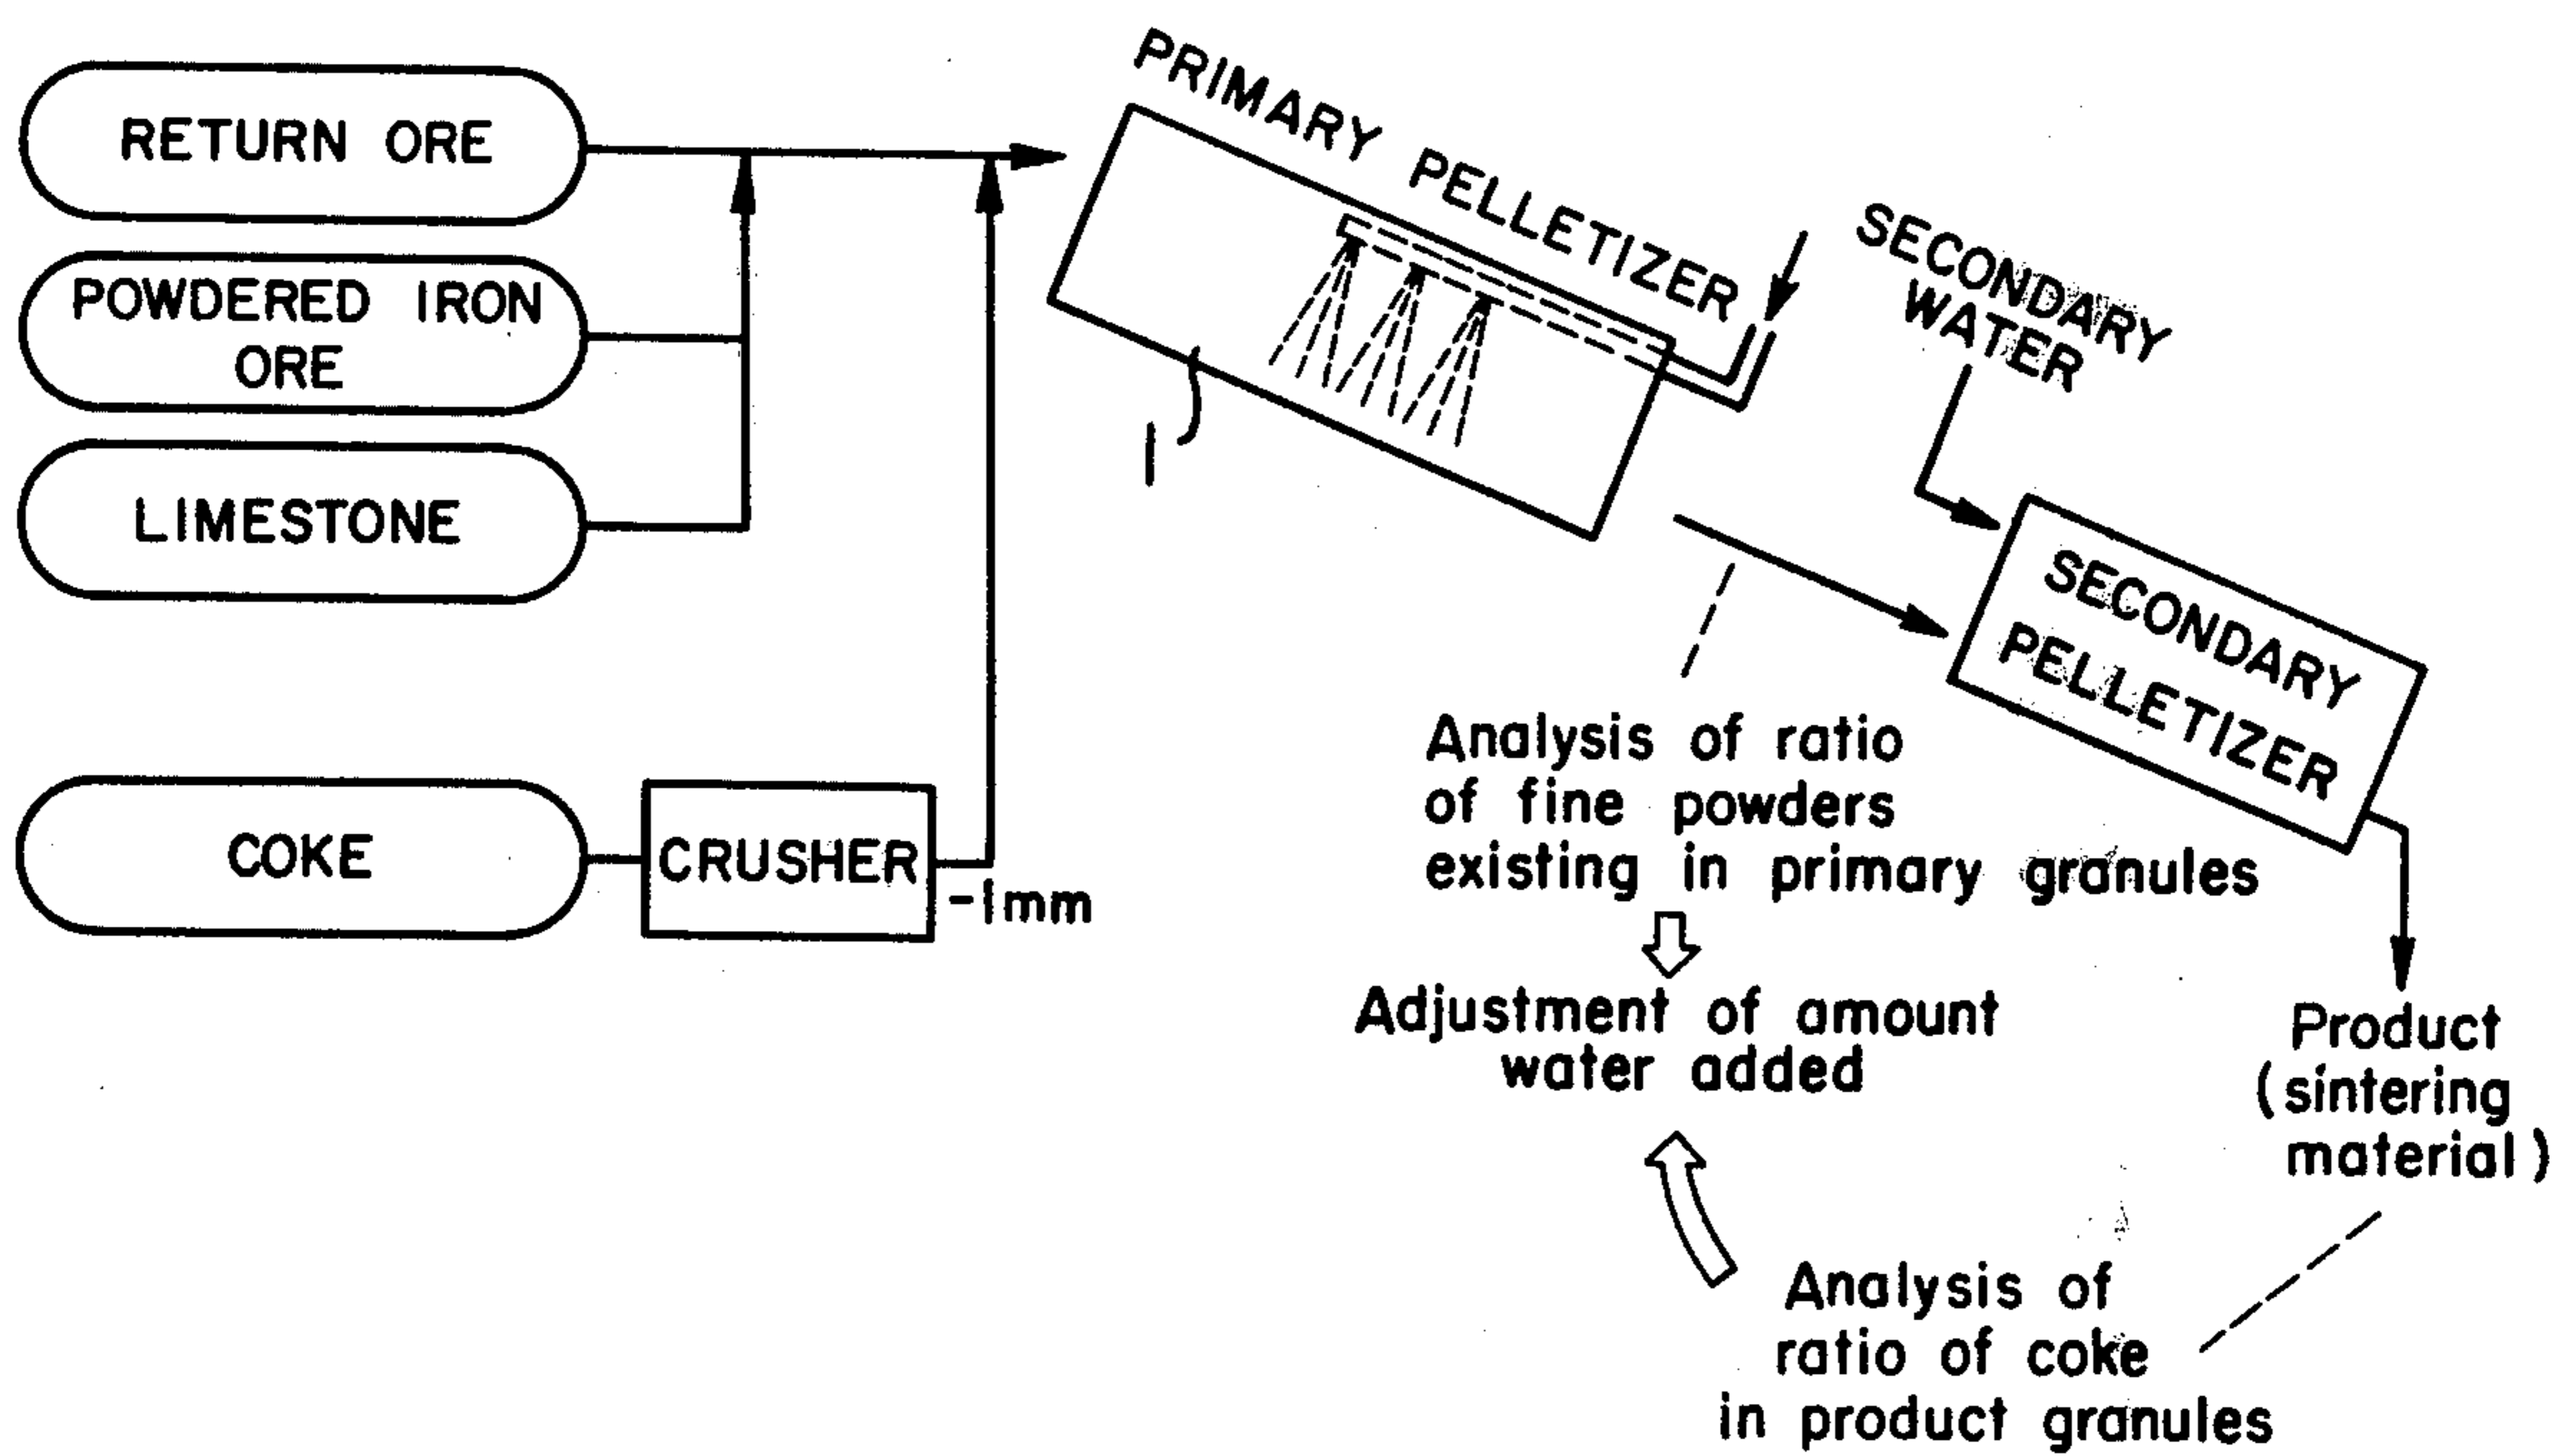 RETURN ORE
POWDERED IRON
ORE
LIMESTONE
COKE
CRUSHER
-1mm
PRIMARY PELLETIZER
1
SECONDARY
WATER
SECONDARY
PELLETIZER
Analysis of ratio
of fine powders
existing in primary granules
Adjustment of amount
water added
Product
(sintering
material)
Analysis of
ratio of coke
in product granules